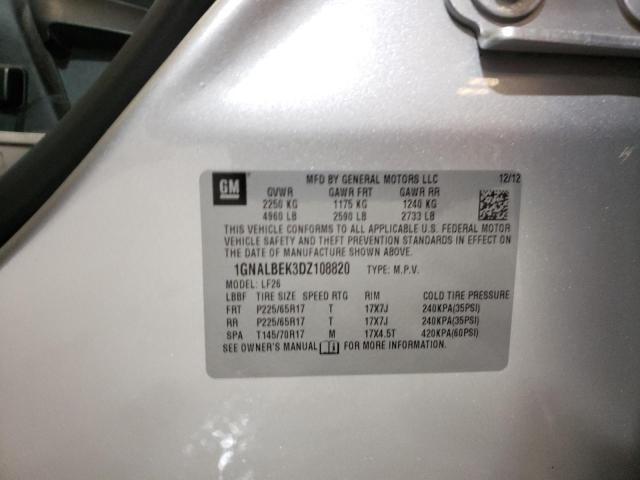 GM
MFD BY GENERAL MOTORS LLC 12/12
GVWR GAWR FRT GAWR RR
2250 KG 1175 KG 1240 KG
4960 LB 2590 LB 2733 LB
THIS VEHICLE CONFORMS TO ALL APPLICABLE U.S. FEDERAL MOTOR
VEHICLE SAFETY AND THEFT PREVENTION STANDARDS IN EFFECT ON
THE DATE OF MANUFACTURE SHOWN ABOVE.
1GNALBEK3DZ108820 TYPE: M.P.V.
MODEL: LF26
LBBF TIRE SIZE SPEED RTG RIM COLD TIRE PRESSURE
FRT P225/65R17 T 17X7J 240KPA(35PSI)
RR P225/65R17 T 17X7J 240KPA(35PSI)
SPA T145/70R17 M 17X4.5T 420KPA(60PSI)
SEE OWNER'S MANUAL FOR MORE INFORMATION.